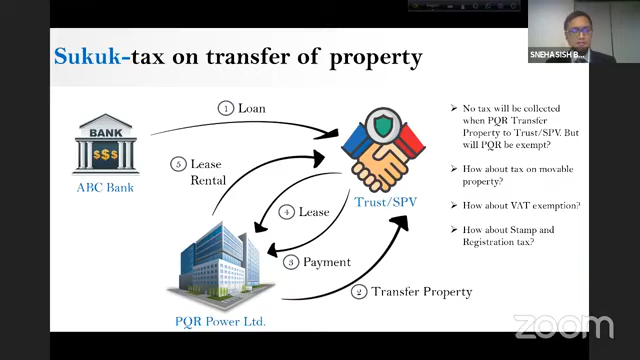 SNEHASISH B...
Sukuk-tax on transfer of property
1 Loan
BANK
$$$
ABC Bank
5 Lease
Rental
Trust/SPV
4 Lease
3 Payment
2 Transfer Property
PQR Power Ltd.
No tax will be collected
when PQR Transfer
Property to Trust/SPV. But
will PQR be exempt?
How about tax on movable
property?
How about VAT exemption?
How about Stamp and
Registration tax?
zoom